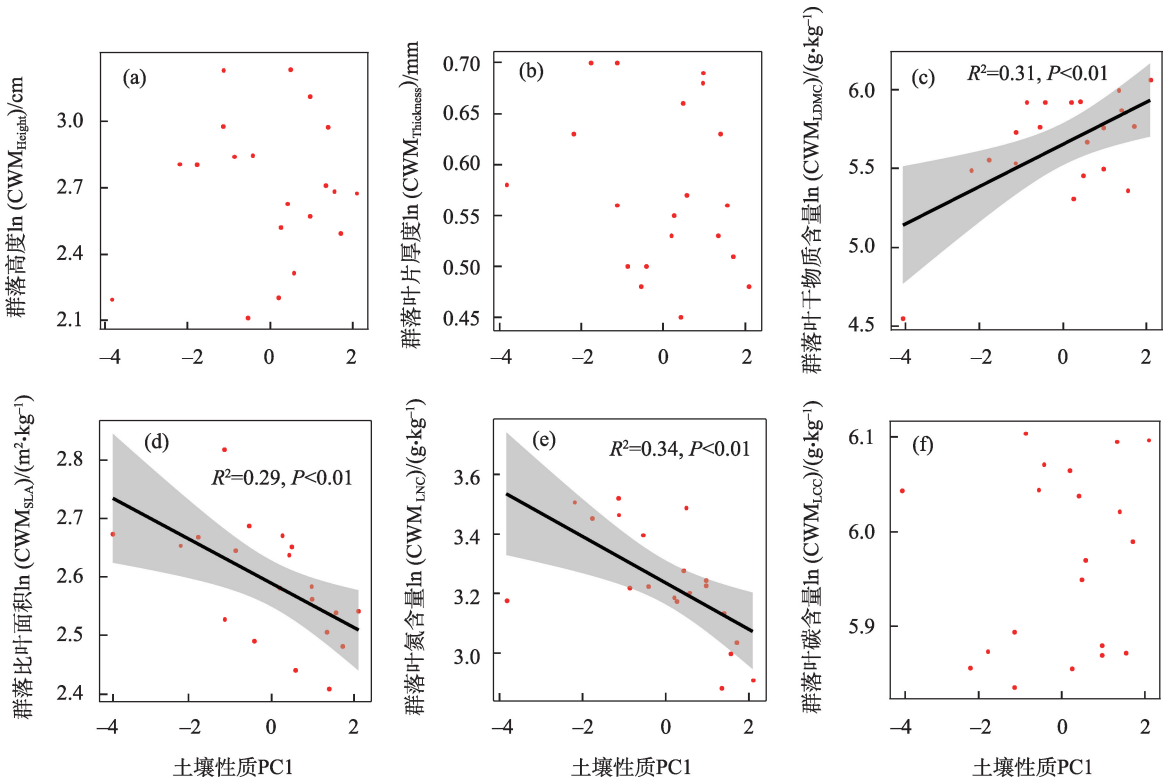 (a)
群落高度ln (CWMHeight)/cm
3.0
2.7
2.4
2.1
−4
−2
0
2
(b)
群落叶片厚度ln (CWMThickness)/mm
0.70
0.65
0.60
0.55
0.50
0.45
−4
−2
0
2
(c)
R²=0.31, P<0.01
群落叶干物质含量ln (CWMLDMC)/(g•kg⁻¹)
6.0
5.5
5.0
4.5
−4
−2
0
2
(d)
R²=0.29, P<0.01
群落比叶面积ln (CWMSLA)/(m²•kg⁻¹)
2.8
2.7
2.6
2.5
2.4
−4
−2
0
2
土壤性质PC1
(e)
R²=0.34, P<0.01
群落叶氮含量ln (CWMLNC)/(g•kg⁻¹)
3.6
3.4
3.2
3.0
−4
−2
0
2
土壤性质PC1
(f)
群落叶碳含量ln (CWMLCC)/(g•kg⁻¹)
6.1
6.0
5.9
−4
−2
0
2
土壤性质PC1